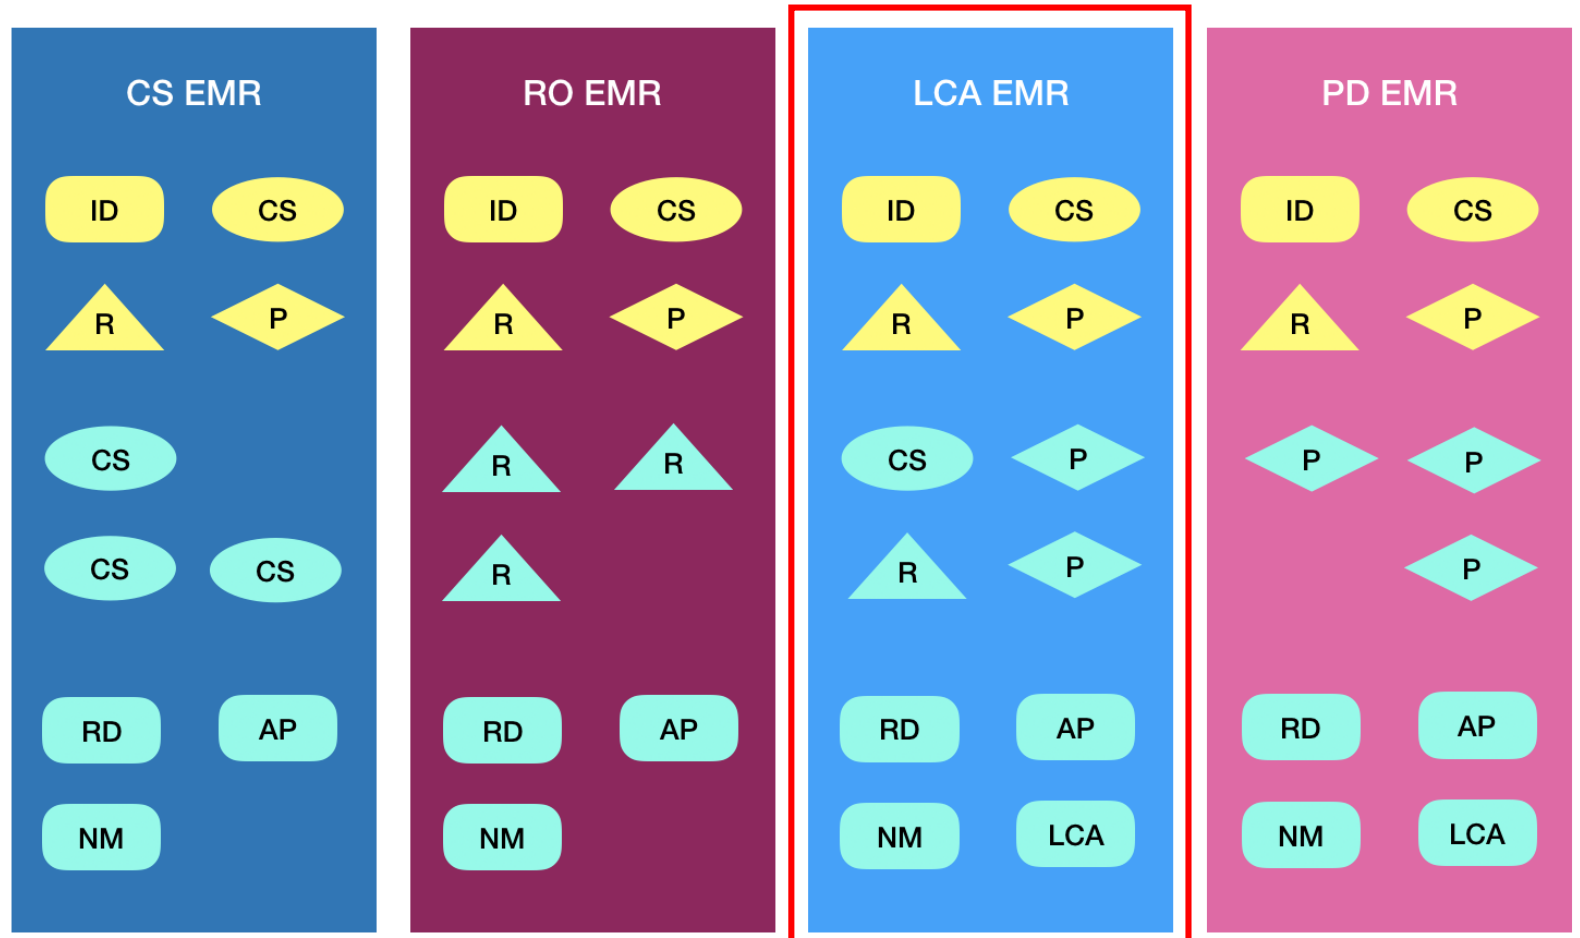 CS EMR
ID CS
R P
CS
CS CS
RD AP
NM
RO EMR
ID CS
R P
R R
R
RD AP
NM
LCA EMR
ID CS
R P
CS P
R P
RD AP
NM LCA
PD EMR
ID CS
R P
P P
P
RD AP
NM LCA